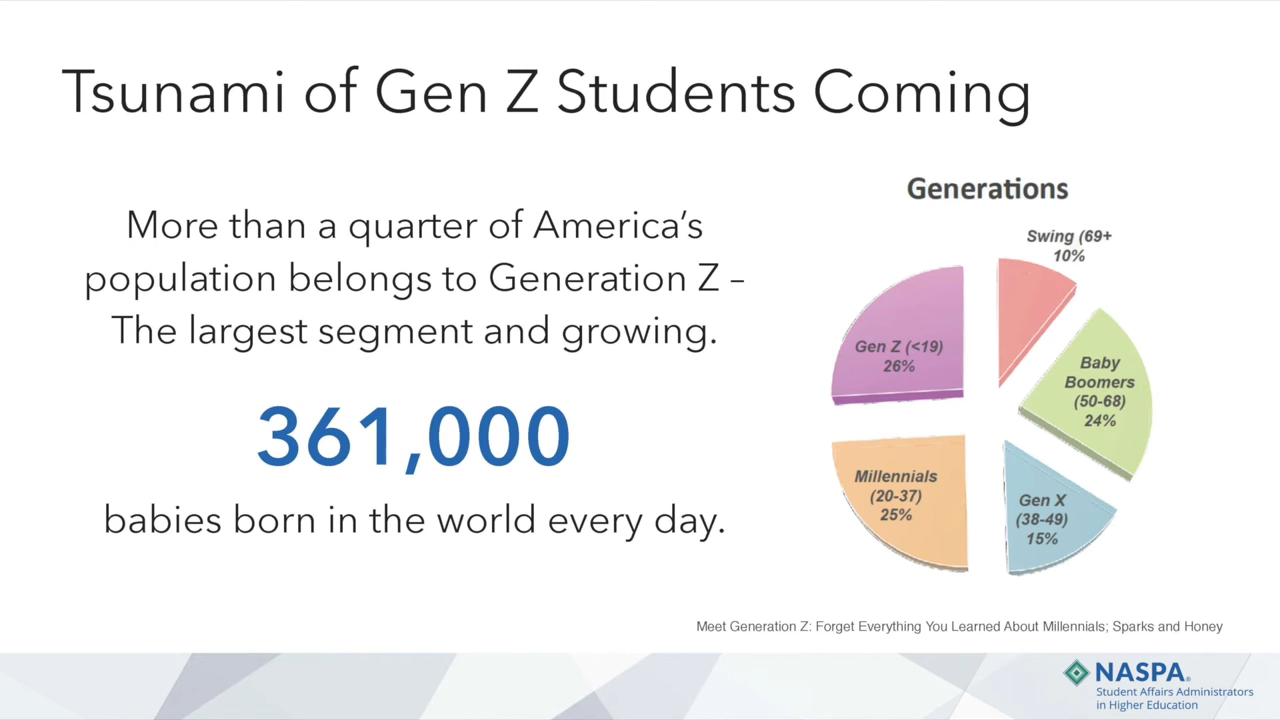 Tsunami of Gen Z Students Coming
More than a quarter of America's
population belongs to Generation Z –
The largest segment and growing.
361,000
babies born in the world every day.
Generations
Swing (69+
10%
Baby
Boomers
(50-68)
24%
Gen X
(38-49)
15%
Millennials
(20-37)
25%
Gen Z (<19)
26%
Meet Generation Z: Forget Everything You Learned About Millennials; Sparks and Honey
NASPA®
Student Affairs Administrators
in Higher Education